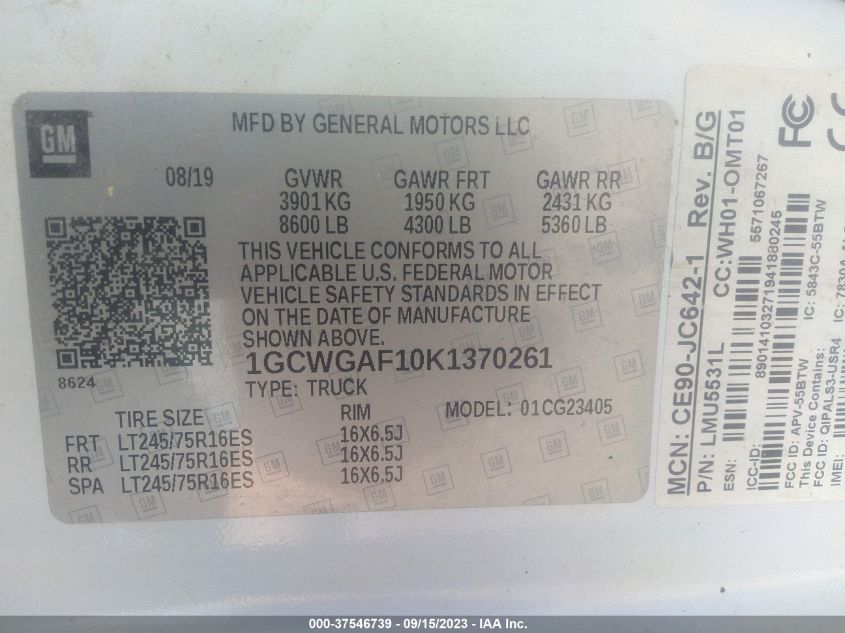 GM
MFD BY GENERAL MOTORS LLC
08/19 GVWR GAWR FRT GAWR RR
3901 KG 1950 KG 2431 KG
8600 LB 4300 LB 5360 LB
THIS VEHICLE CONFORMS TO ALL
APPLICABLE U.S. FEDERAL MOTOR
VEHICLE SAFETY STANDARDS IN EFFECT
ON THE DATE OF MANUFACTURE
SHOWN ABOVE.
8624
1GCWGAF10K1370261
TYPE: TRUCK
MODEL: 01CG23405
TIRE SIZE RIM
FRT LT245/75R16ES 16X6.5J
RR LT245/75R16ES 16X6.5J
SPA LT245/75R16ES 16X6.5J
MCN: CE90-JC642-1 Rev. B/G
P/N: LMU5531L CC:WH01-OMT01
ESN: 5571067267
ICC-ID: 89014103271941880245
FCC ID: APV-55BTW IC: 5843C-55BTW
This Device Contains:
FCC ID: QIPALS3-USR4
IMEI:
FC
000-37546739 - 09/15/2023 - IAA Inc.